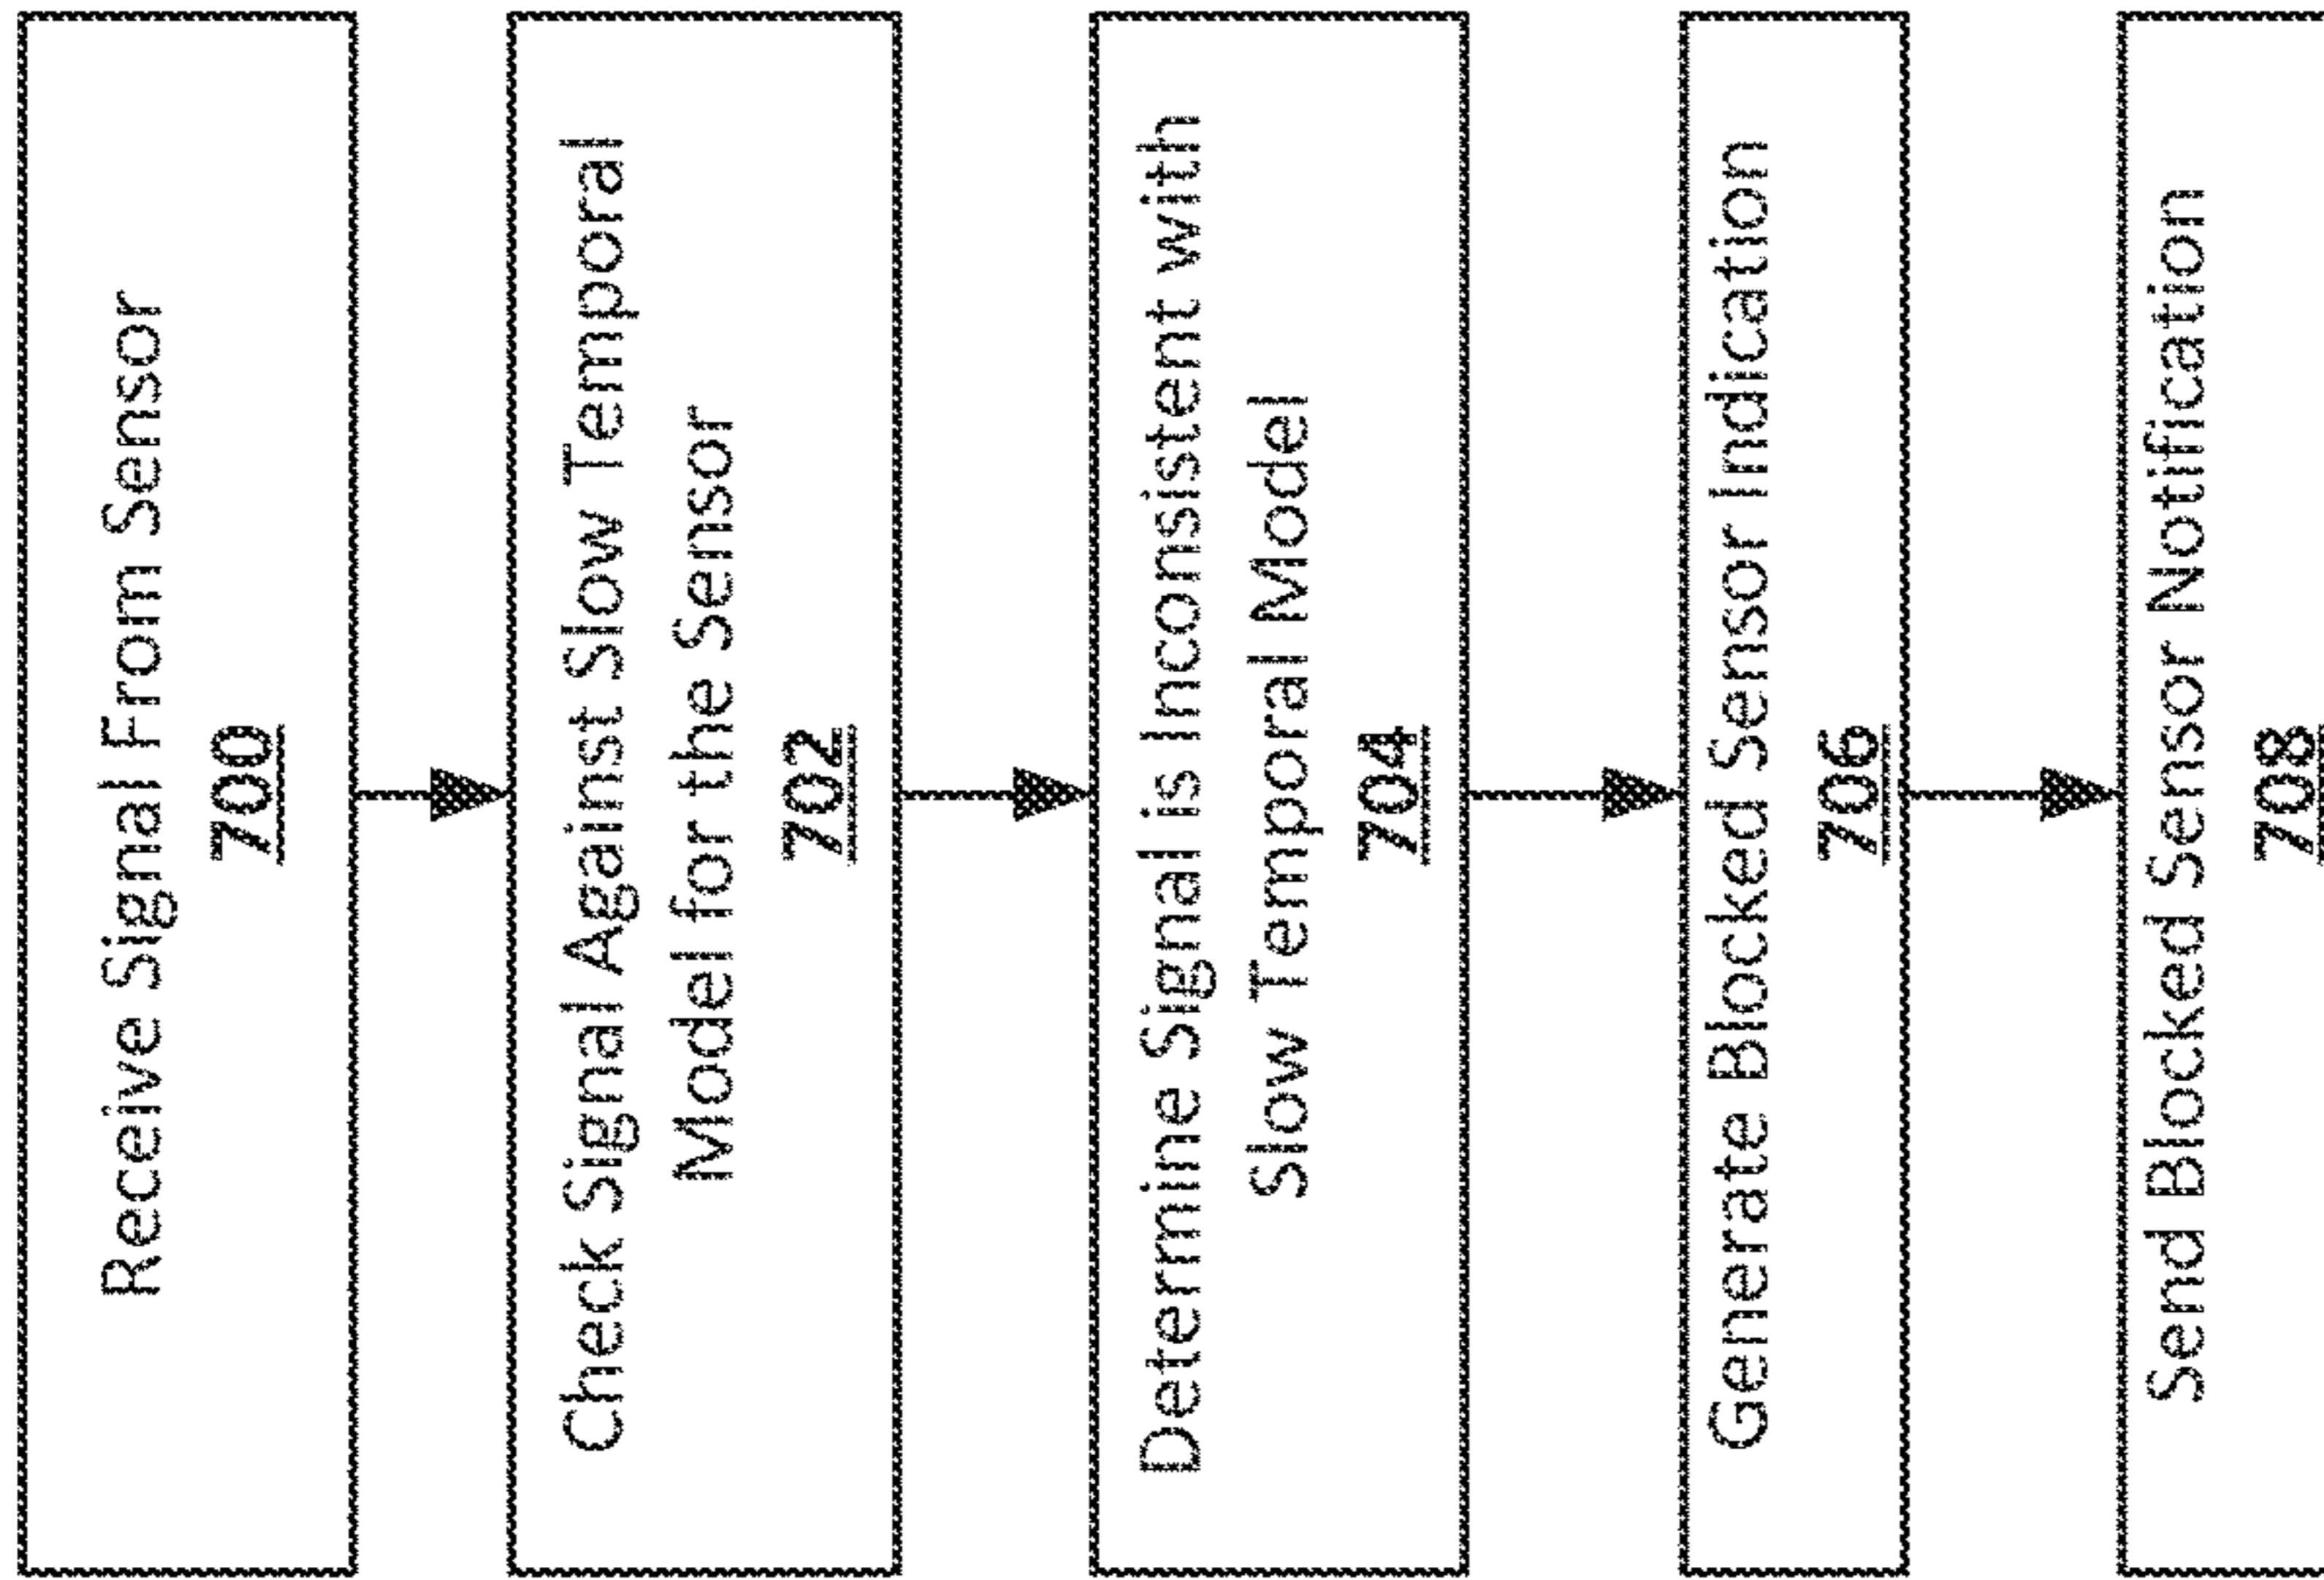 Receive Signal From Sensor
700
Check Signal Against Slow Temporal
Model for the Sensor
702
Determine Signal is Inconsistent with
Slow Temporal Model
704
Generate Blocked Sensor Indication
706
Send Blocked Sensor Notification
708